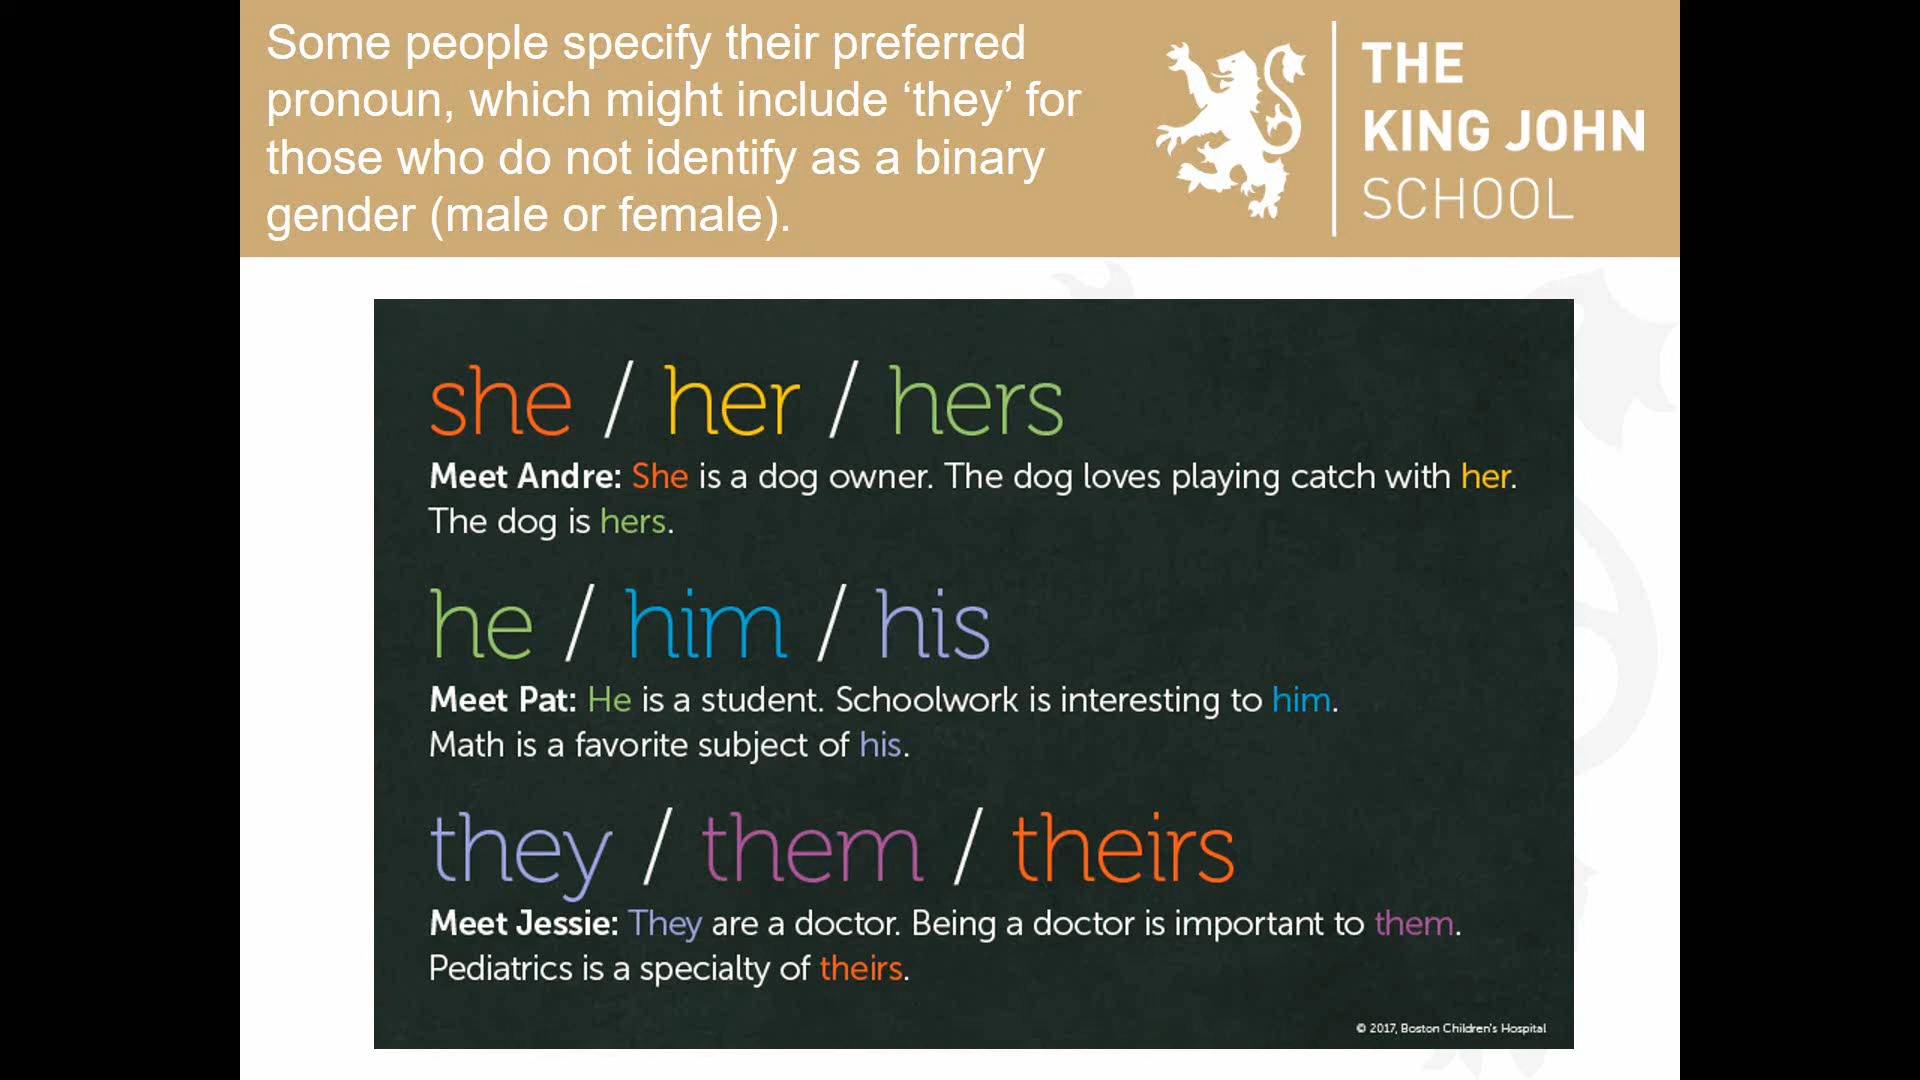 Some people specify their preferred
pronoun, which might include ‘they’ for
those who do not identify as a binary
gender (male or female).
THE
KING JOHN
SCHOOL
she / her / hers
Meet Andre: She is a dog owner. The dog loves playing catch with her.
The dog is hers.
he / him / his
Meet Pat: He is a student. Schoolwork is interesting to him.
Math is a favorite subject of his.
they / them / theirs
Meet Jessie: They are a doctor. Being a doctor is important to them.
Pediatrics is a specialty of theirs.
© 2017, Boston Children's Hospital